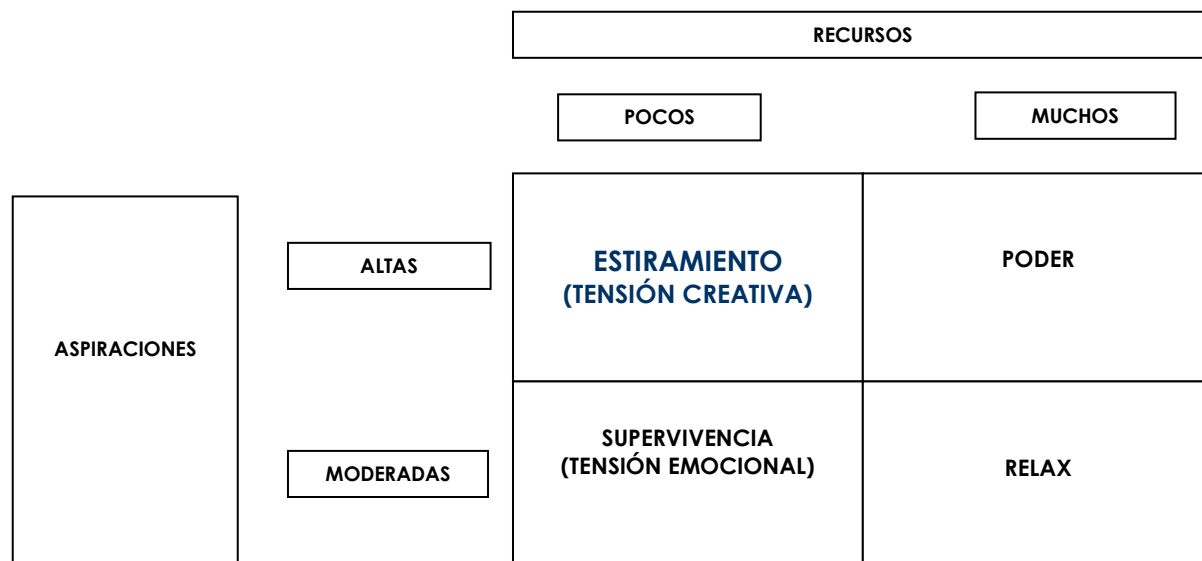 RECURSOS
POCOS
MUCHOS
ALTAS
ESTIRAMIENTO
(TENSIÓN CREATIVA)
PODER
ASPIRACIONES
MODERADAS
SUPERVIVENCIA
(TENSIÓN EMOCIONAL)
RELAX